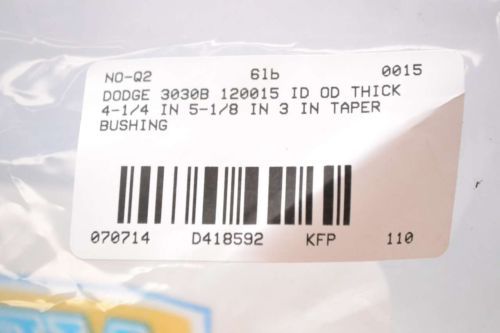 NO-Q2 6lb 0015
DODGE 3030B 120015 ID OD THICK
4-1/4 IN 5-1/8 IN 3 IN TAPER
BUSHING
070714 D418592 KFP 110